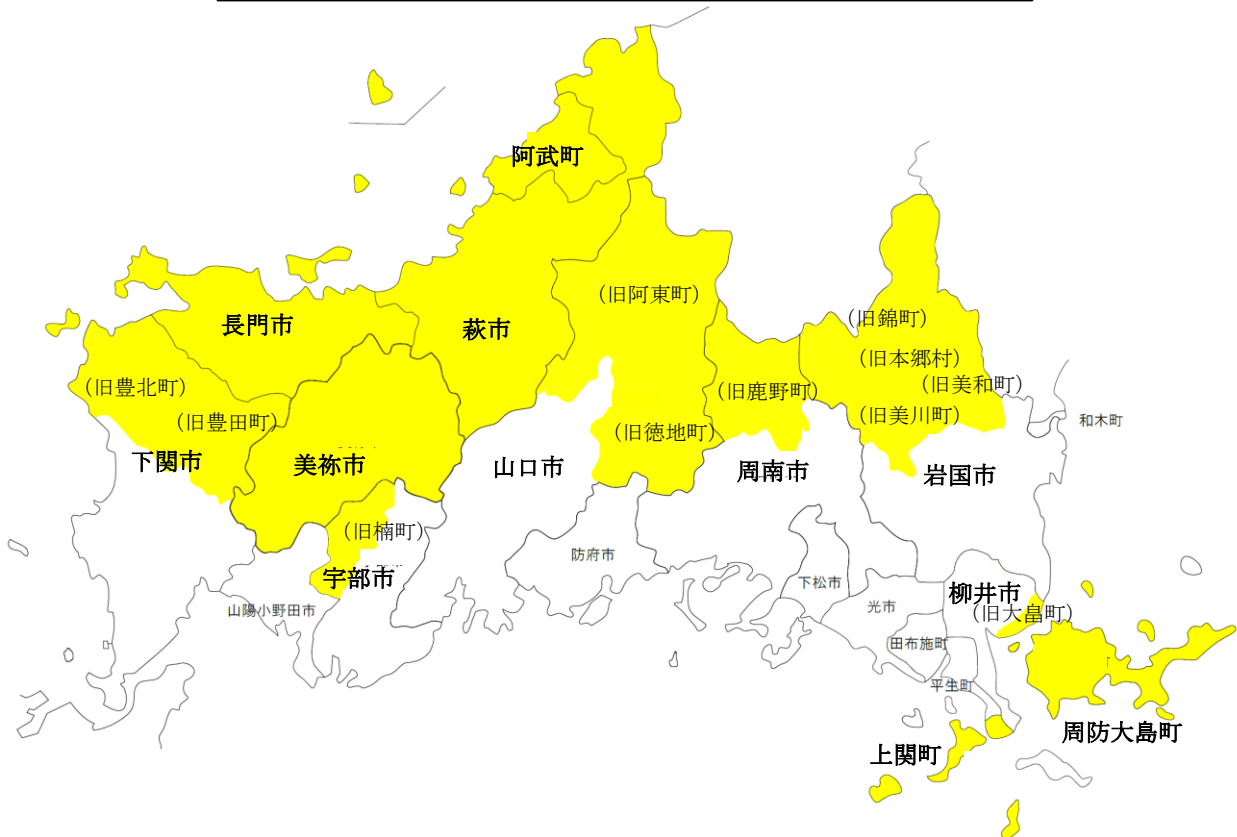 阿武町
(旧阿東町)
(旧錦町)
長門市
萩市
(旧本郷村)
(旧豊北町)
(旧鹿野町)
(旧美和町)
(旧豊田町)
(旧徳地町)
(旧美川町)
和木町
下関市
美祢市
山口市
周南市
岩国市
(旧楠町)
防府市
宇部市
下松市
柳井市
山陽小野田市
光市
(旧大畠町)
田布施町
平生町
周防大島町
上関町